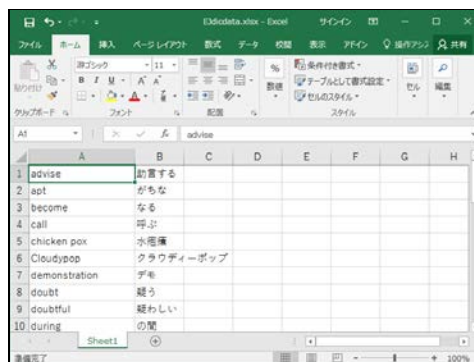 E3dicdata.xlsx - Excel サインイン
ファイル ホーム 挿入 ページレイアウト 数式 データ 校閲 表示 アドイン 操作アシス 共有
貼り付け 游ゴシック 11 配置 数値 条件付き書式 テーブルとして書式設定 セルのスタイル セル 編集
B I U A A
クリップボード フォント 配置 スタイル
A1 fx advise
A B C D E F G H
1 advise 助言する
2 apt がちな
3 become なる
4 call 呼ぶ
5 chicken pox 水疱瘡
6 Cloudypop クラウディーポップ
7 demonstration デモ
8 doubt 疑う
9 doubtful 疑わしい
10 during の間
Sheet1
準備完了 100%